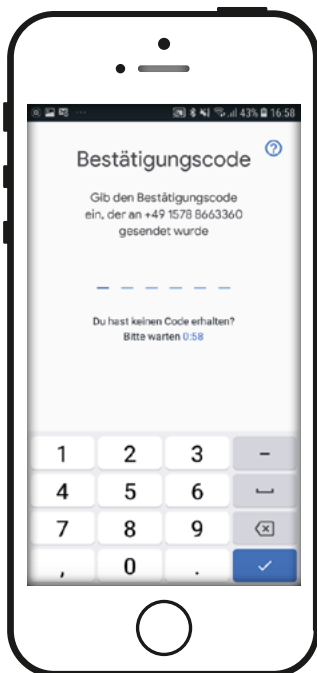 43% 16:58
Bestätigungscode
?
Gib den Bestätigungscode
ein, der an +49 1578 8663360
gesendet wurde
Du hast keinen Code erhalten?
Bitte warten 0:58
1 2 3 –
4 5 6
7 8 9
, 0 .